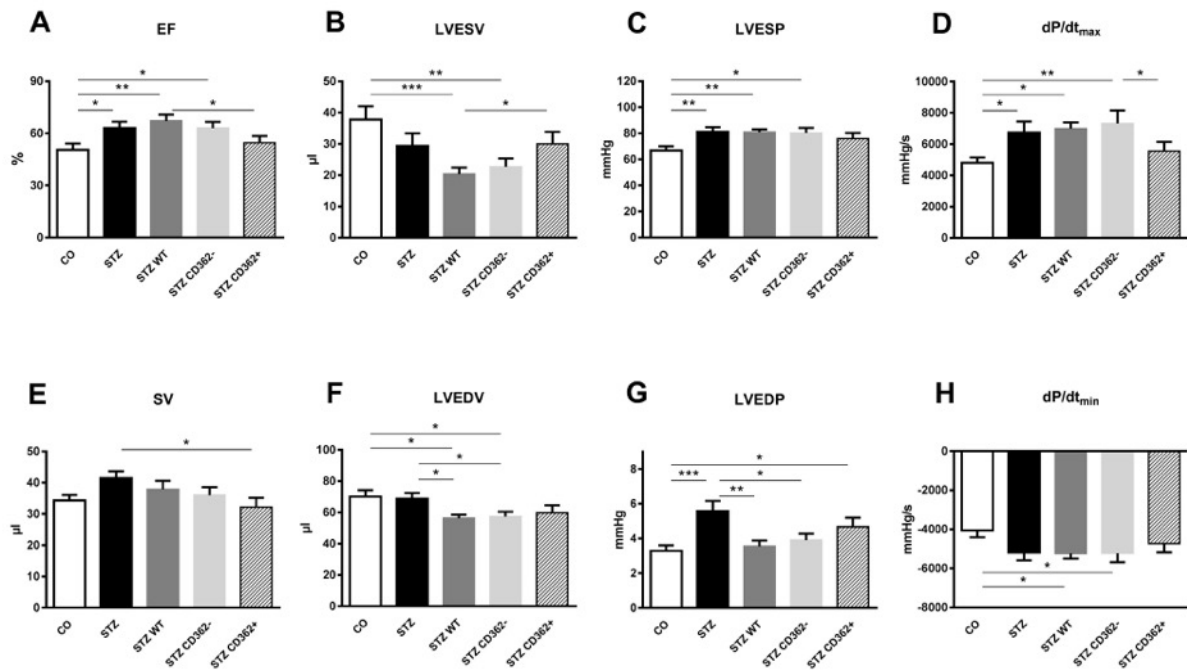 A
EF
*
**
*
*
90
60
30
0
%
CO
STZ
STZ WT
STZ CD362-
STZ CD362+
B
LVESV
**
***
*
50
40
30
20
10
0
µl
CO
STZ
STZ WT
STZ CD362-
STZ CD362+
C
LVESP
*
**
**
120
100
80
60
40
20
0
mmHg
CO
STZ
STZ WT
STZ CD362-
STZ CD362+
D
dP/dtmax
**
*
*
*
10000
8000
6000
4000
2000
0
mmHg/s
CO
STZ
STZ WT
STZ CD362-
STZ CD362+
E
SV
*
50
40
30
20
10
0
µl
CO
STZ
STZ WT
STZ CD362-
STZ CD362+
F
LVEDV
*
*
*
*
100
80
60
40
20
0
µl
CO
STZ
STZ WT
STZ CD362-
STZ CD362+
G
LVEDP
*
***
*
**
8
6
4
2
0
mmHg
CO
STZ
STZ WT
STZ CD362-
STZ CD362+
H
dP/dtmin
0
-2000
-4000
-6000
-8000
mmHg/s
*
*
CO
STZ
STZ WT
STZ CD362-
STZ CD362+